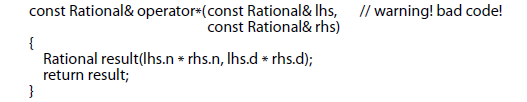 const Rational& operator*(const Rational& lhs, // warning! bad code!
const Rational& rhs)
{
Rational result(lhs.n * rhs.n, lhs.d * rhs.d);
return result;
}